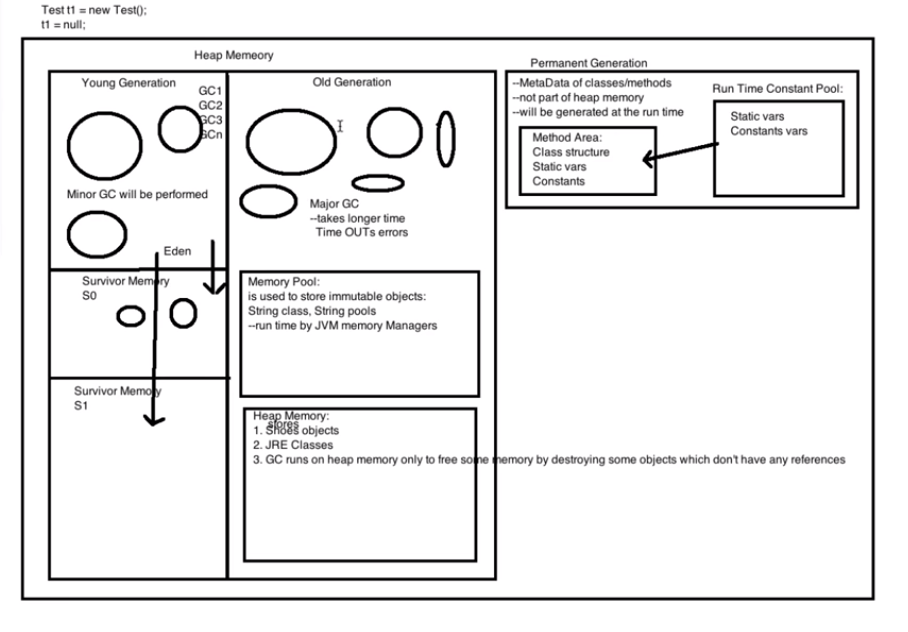 Test t1 = new Test();
t1 = null;
Heap Memeory
Young Generation
GC1
GC2
GC3
GCn
Minor GC will be performed
Eden
Survivor Memory
S0
Survivor Memory
S1
Old Generation
Major GC
--takes longer time
Time OUTs errors
Memory Pool:
is used to store immutable objects:
String class, String pools
--run time by JVM memory Managers
Heap Memory:
stores
1. Shoes objects
2. JRE Classes
3. GC runs on heap memory only to free some memory by destroying some objects which don't have any references
Permanent Generation
--MetaData of classes/methods
--not part of heap memory
--will be generated at the run time
Method Area:
Class structure
Static vars
Constants
Run Time Constant Pool:
Static vars
Constants vars